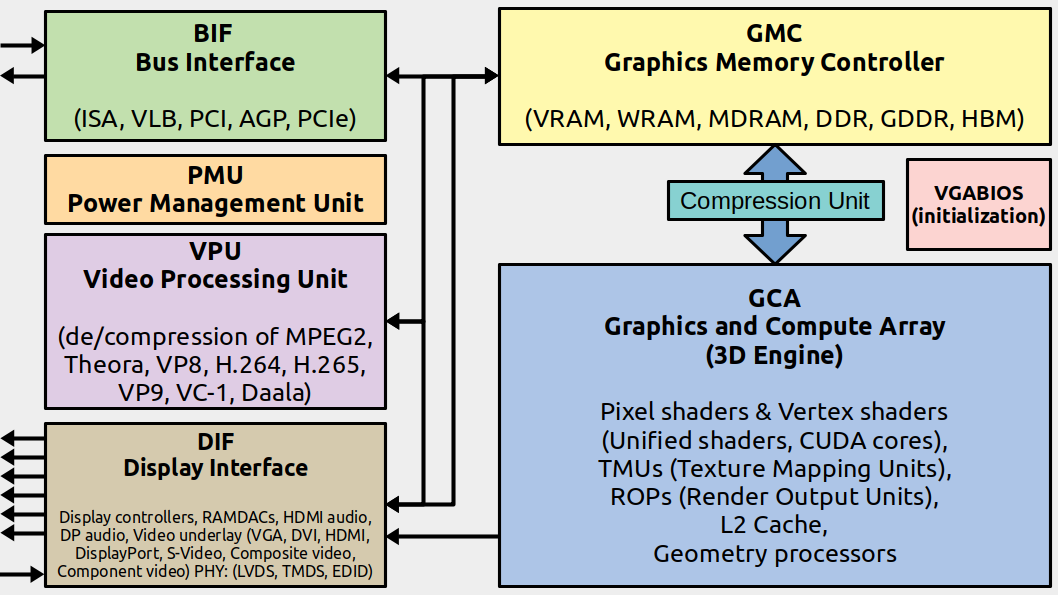 BIF
Bus Interface
(ISA, VLB, PCI, AGP, PCIe)
GMC
Graphics Memory Controller
(VRAM, WRAM, MDRAM, DDR, GDDR, HBM)
PMU
Power Management Unit
Compression Unit
VGABIOS
(initialization)
VPU
Video Processing Unit
(de/compression of MPEG2,
Theora, VP8, H.264, H.265,
VP9, VC-1, Daala)
GCA
Graphics and Compute Array
(3D Engine)
Pixel shaders & Vertex shaders
(Unified shaders, CUDA cores),
TMUs (Texture Mapping Units),
ROPs (Render Output Units),
L2 Cache,
Geometry processors
DIF
Display Interface
Display controllers, RAMDACs, HDMI audio,
DP audio, Video underlay (VGA, DVI, HDMI,
DisplayPort, S-Video, Composite video,
Component video) PHY: (LVDS, TMDS, EDID)